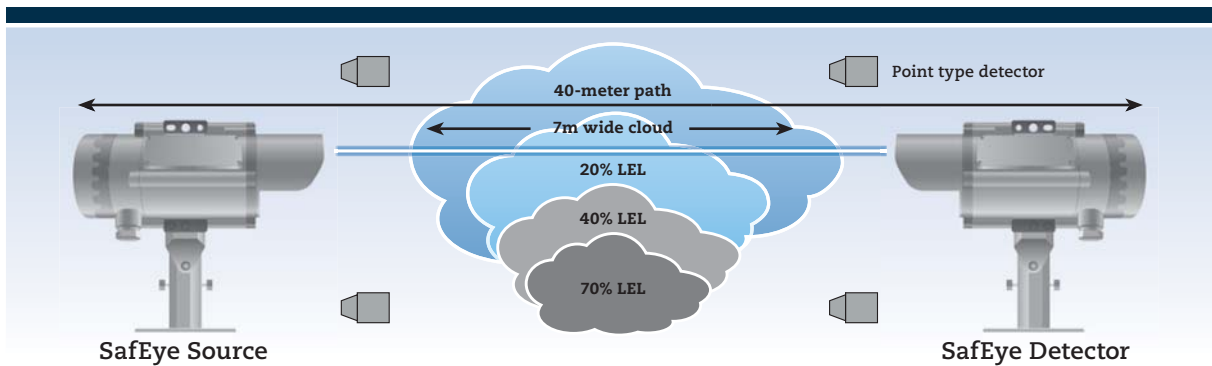 Point type detector
40-meter path
7m wide cloud
20% LEL
40% LEL
70% LEL
SafEye Source
SafEye Detector